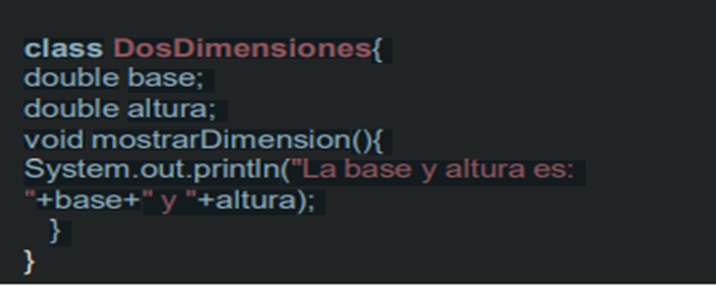 class DosDimensiones{
double base;
double altura;
void mostrarDimension(){
System.out.println("La base y altura es:
"+base+" y "+altura);
}
}